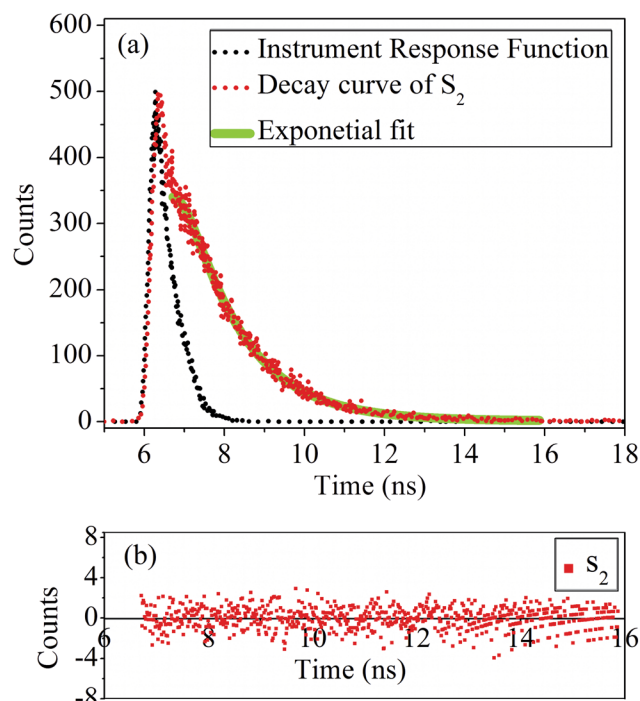 (a)
Instrument Response Function
Decay curve of S2
Exponetial fit
600
500
400
300
200
100
0
Counts
6 8 10 12 14 16 18
Time (ns)
(b)
s2
8
4
0
-4
-8
Counts
6 8 10 12 14 16
Time (ns)